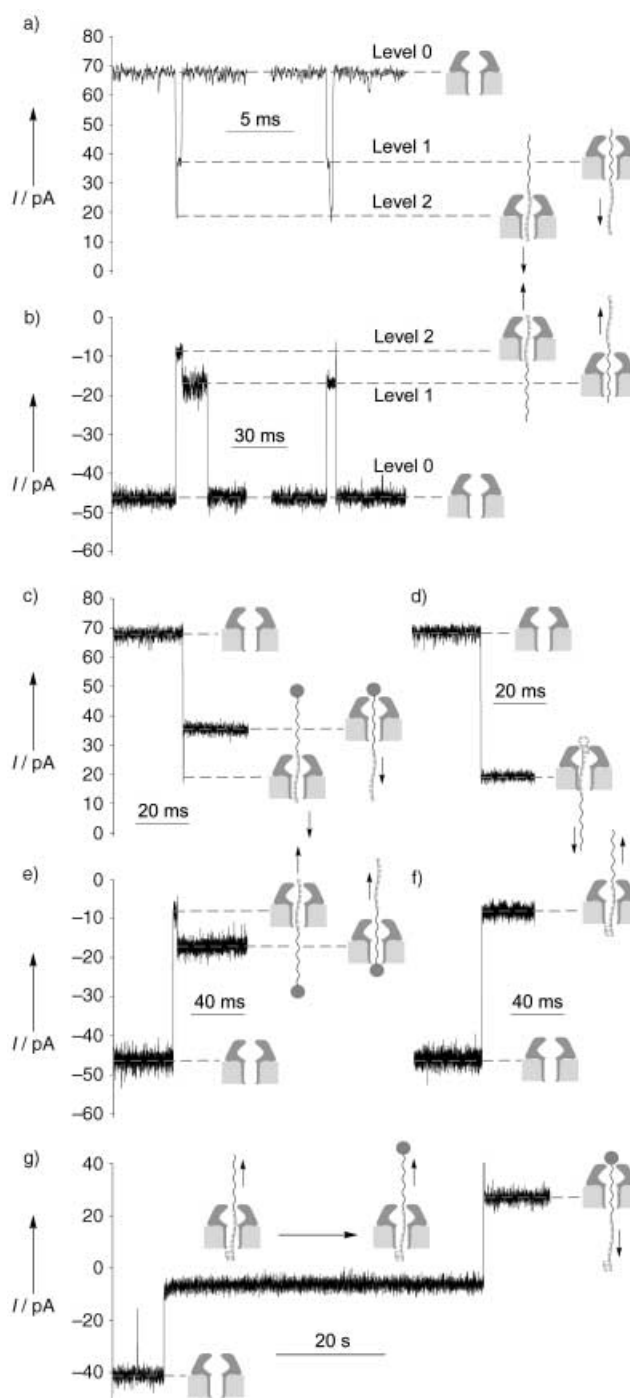 a)
80
70
60
50
40
30
20
10
0
I / pA
Level 0
5 ms
Level 1
Level 2
b)
0
–10
–20
–30
–40
–50
–60
I / pA
Level 2
Level 1
30 ms
Level 0
c)
80
70
60
50
40
30
20
10
0
I / pA
20 ms
d)
20 ms
e)
0
–10
–20
–30
–40
–50
–60
I / pA
40 ms
f)
40 ms
g)
40
20
0
–20
–40
I / pA
20 s